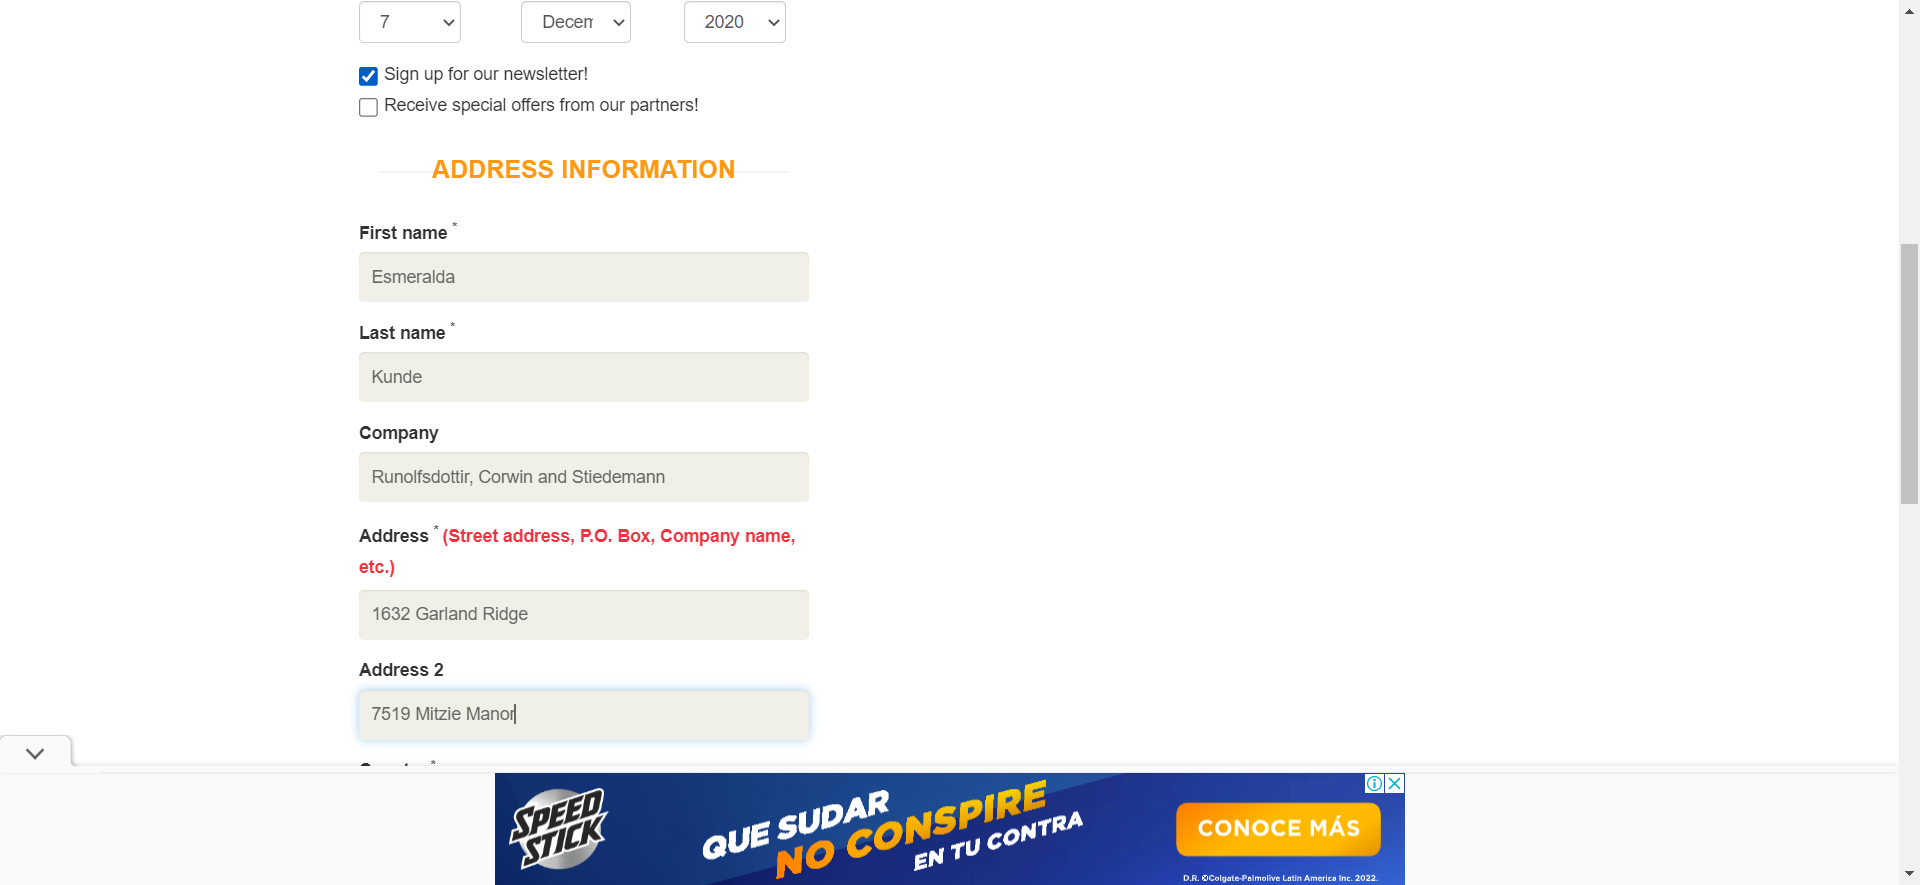 7 Decem 2020
Sign up for our newsletter!
Receive special offers from our partners!
ADDRESS INFORMATION
First name *
Esmeralda
Last name *
Kunde
Company
Runolfsdottir, Corwin and Stiedemann
Address * (Street address, P.O. Box, Company name,
etc.)
1632 Garland Ridge
Address 2
7519 Mitzie Manor
SPEED
STICK
QUE SUDAR
NO CONSPIRE
EN TU CONTRA
CONOCE MÁS
D.R. ©Colgate-Palmolive Latin America Inc. 2022.